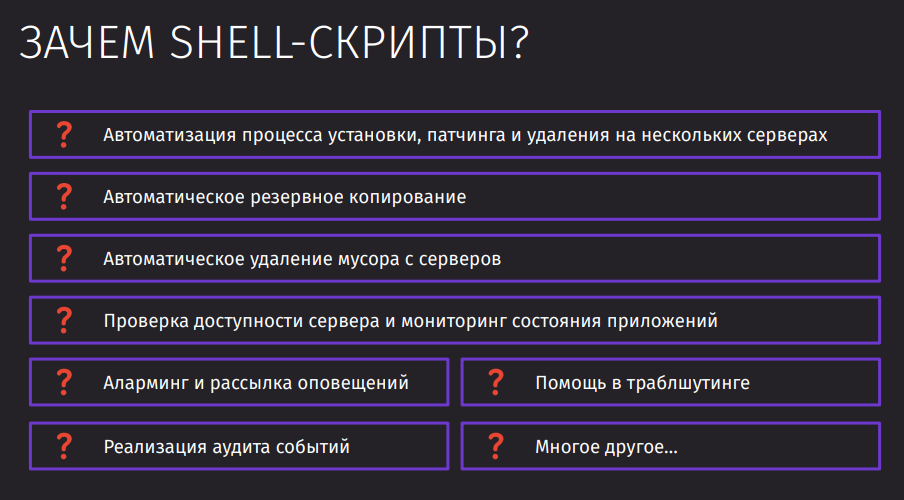 ЗАЧЕМ SHELL-СКРИПТЫ?
❓ Автоматизация процесса установки, патчинга и удаления на нескольких серверах
❓ Автоматическое резервное копирование
❓ Автоматическое удаление мусора с серверов
❓ Проверка доступности сервера и мониторинг состояния приложений
❓ Аларминг и рассылка оповещений
❓ Помощь в траблшутинге
❓ Реализация аудита событий
❓ Многое другое...